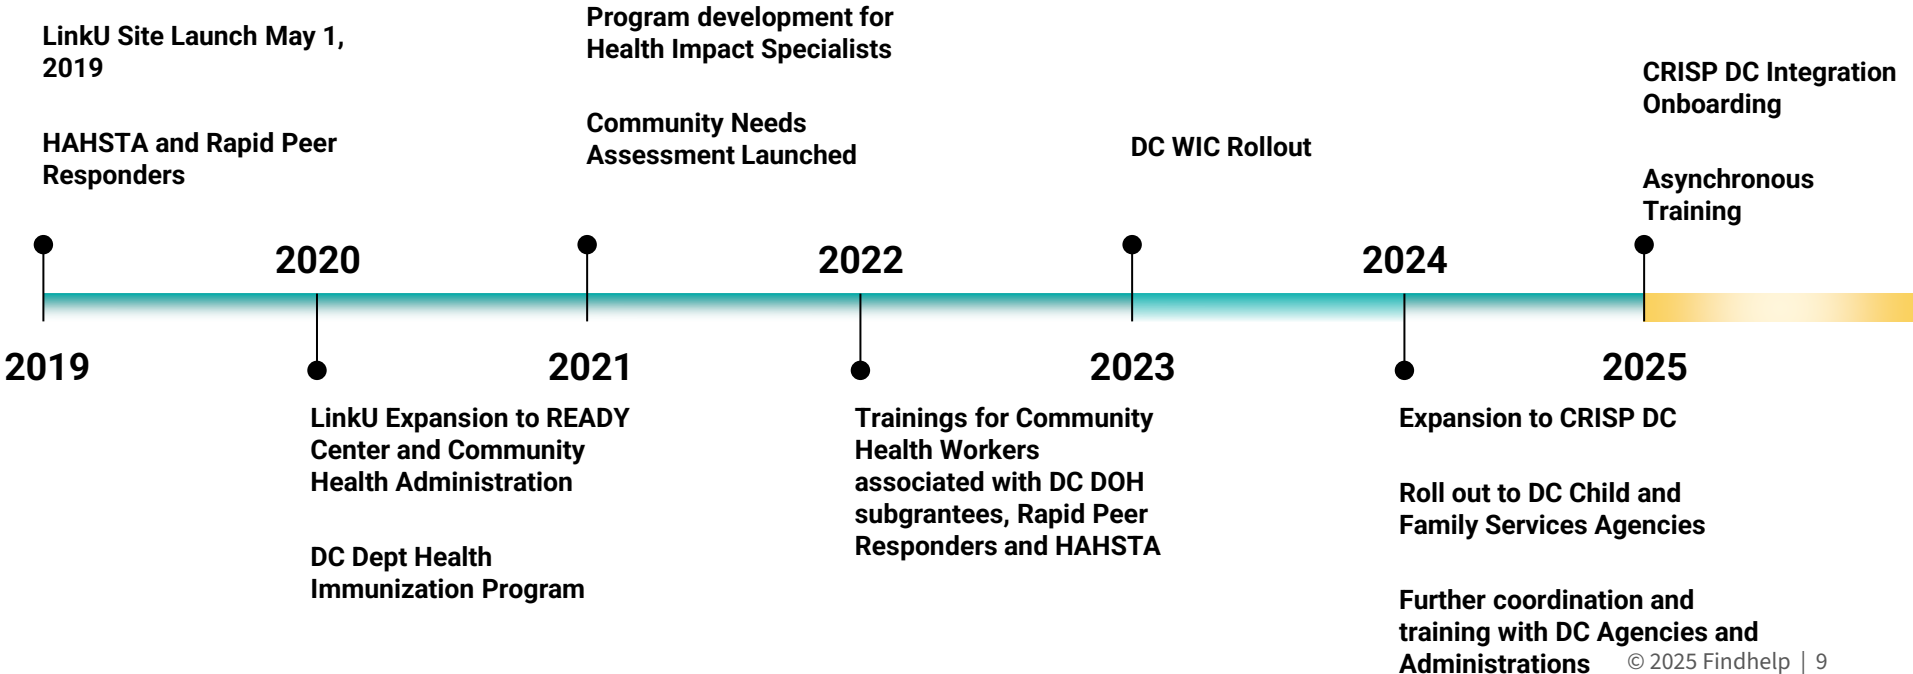 LinkU Site Launch May 1,
2019
HAHSTA and Rapid Peer
Responders
2019
2020
LinkU Expansion to READY
Center and Community
Health Administration
DC Dept Health
Immunization Program
Program development for
Health Impact Specialists
Community Needs
Assessment Launched
2021
2022
Trainings for Community
Health Workers
associated with DC DOH
subgrantees, Rapid Peer
Responders and HAHSTA
DC WIC Rollout
2023
2024
Expansion to CRISP DC
Roll out to DC Child and
Family Services Agencies
Further coordination and
training with DC Agencies and
Administrations
CRISP DC Integration
Onboarding
Asynchronous
Training
2025
© 2025 Findhelp | 9